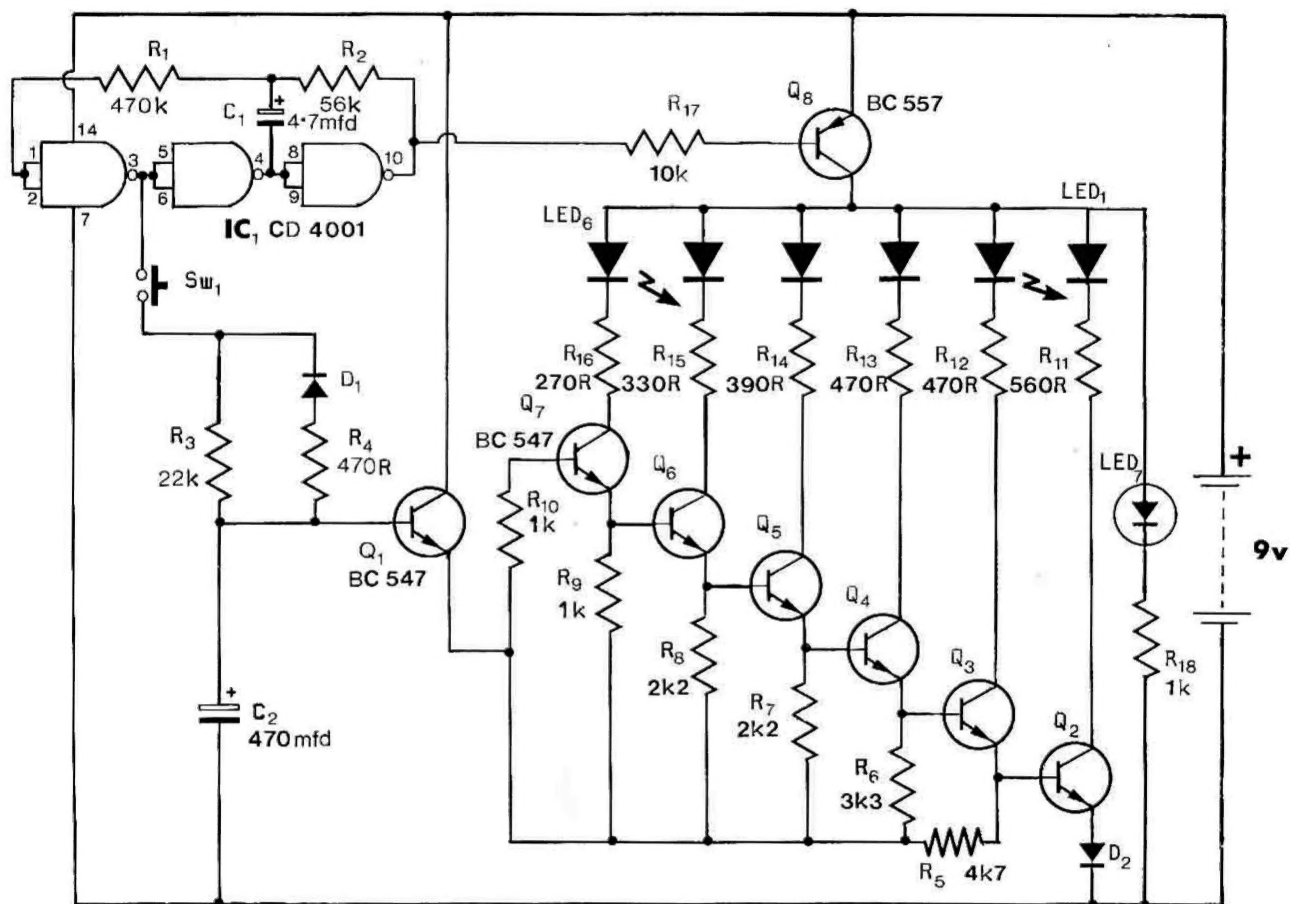 R1
470k
R2
56k
C1
+
4·7mfd
14
1
2
3
5
6
4
8
9
10
7
IC1 CD 4001
R17
10k
Q8
BC 557
LED6
LED1
Sw1
R16
270R
R15
330R
R14
390R
R13
470R
R12
470R
R11
560R
D1
R3
22k
R4
470R
Q7
BC 547
Q6
R10
1k
Q1
BC 547
R9
1k
Q5
R8
2k2
Q4
R7
2k2
Q3
R6
3k3
Q2
LED7
+
9v
R18
1k
+
C2
470mfd
R5
4k7
D2